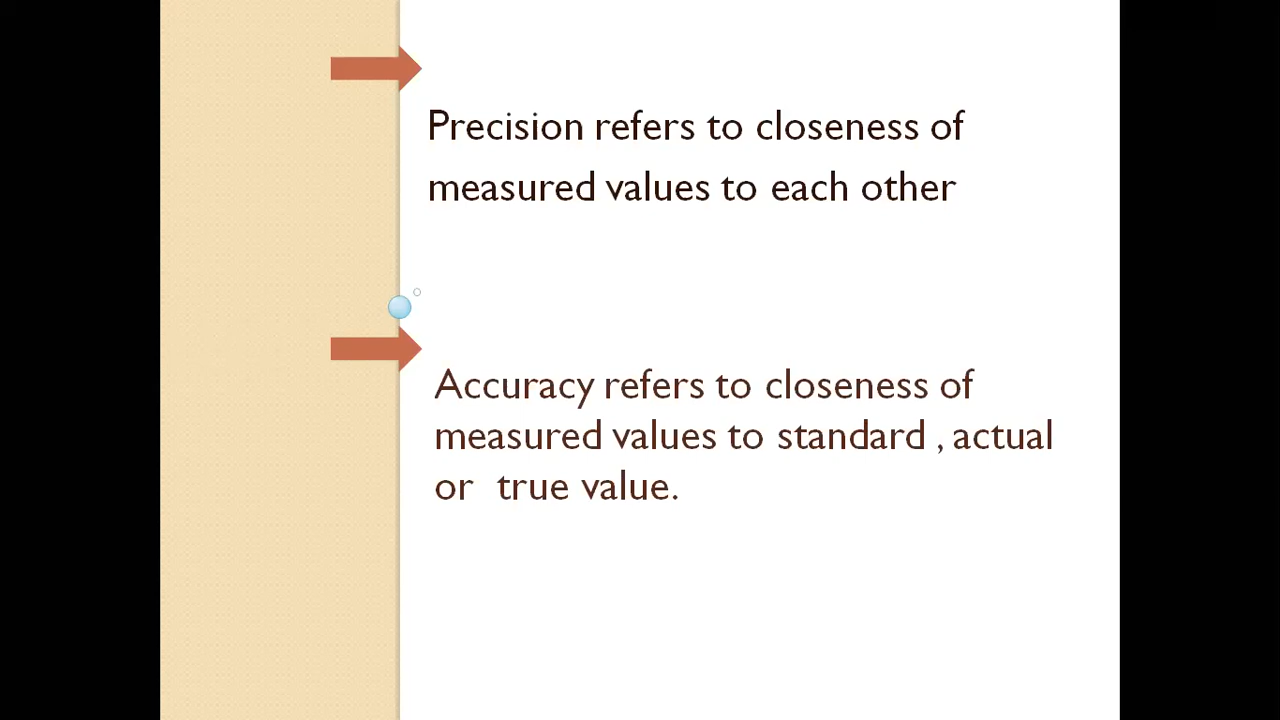 Precision refers to closeness of
measured values to each other
Accuracy refers to closeness of
measured values to standard , actual
or true value.